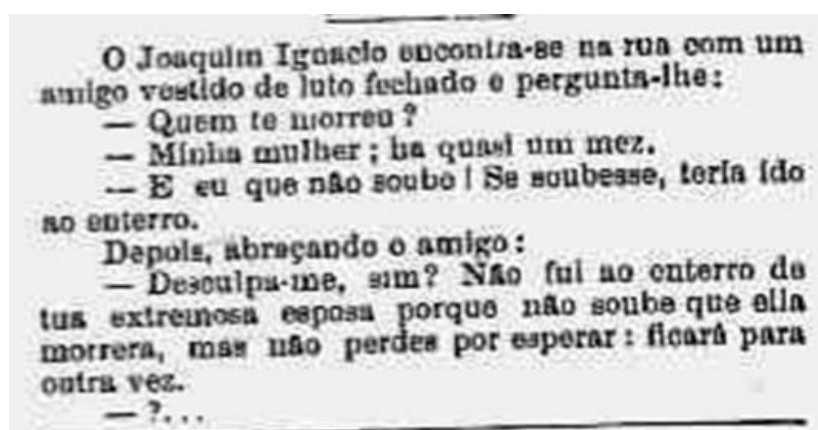 O Joaquim Ignacio encontra-se na rua com um
amigo vestido de luto fechado e pergunta-lhe:
— Quem te morreu?
— Minha mulher; ha quasi um mez.
— E eu que não soube! Se soubesse, teria ido
ao enterro.
Depois, abraçando o amigo:
— Desculpa-me, sim? Não fui ao enterro de
tua extremosa esposa porque não soube que ella
morrera, mas não perdes por esperar: ficará para
outra vez.
— ?...